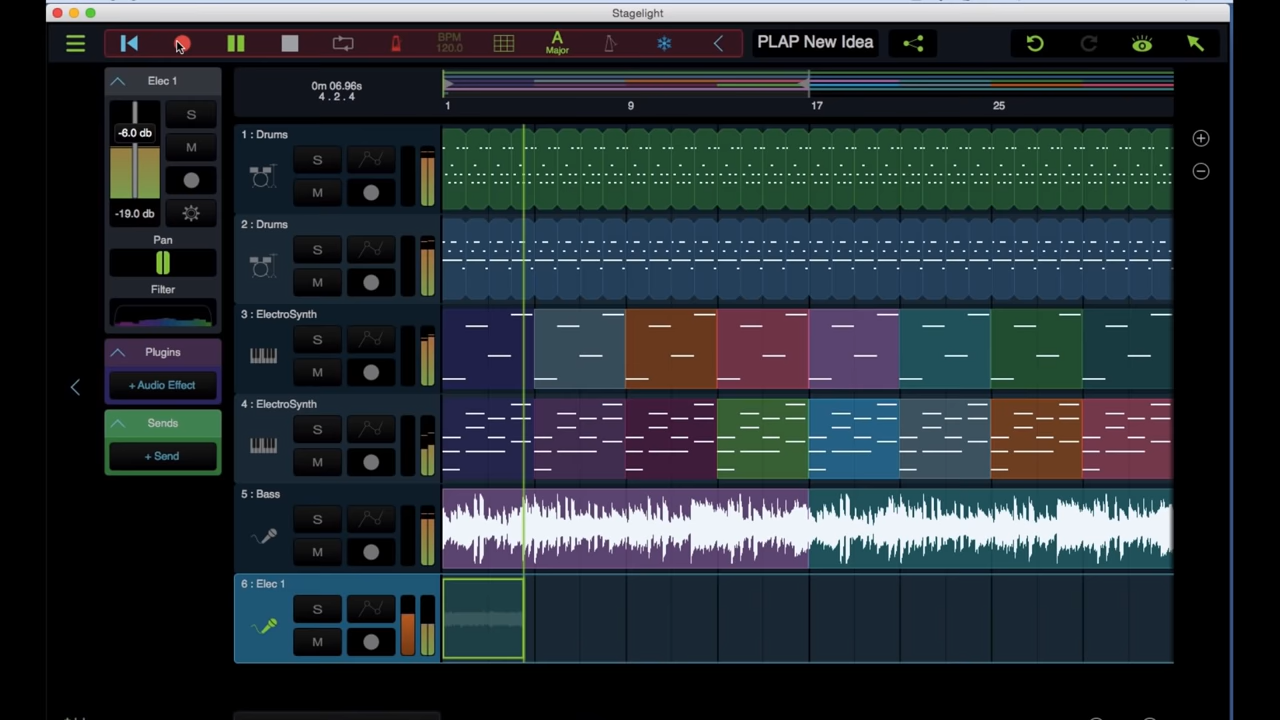 Stagelight
BPM
120.0
A
Major
PLAP New Idea
Elec 1
-6.0 db
S
M
-19.0 db
Pan
Filter
Plugins
+ Audio Effect
Sends
+ Send
0m 06.96s
4 . 2 . 4
1
9
17
25
1 : Drums
S
M
2 : Drums
S
M
3 : ElectroSynth
S
M
4 : ElectroSynth
S
M
5 : Bass
S
M
6 : Elec 1
S
M